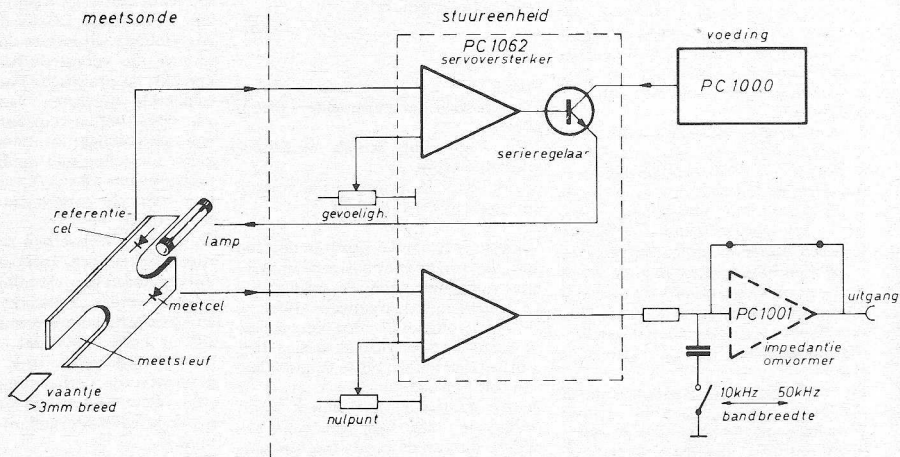 meetsonde
stuureenheid
PC 1062
servoversterker
voeding
PC 1000
serieregelaar
gevoeligh.
referentie-
cel
lamp
meetcel
meetsleuf
vaantje
>3mm breed
nulpunt
PC1001
impedantie
omvormer
uitgang
10kHz 50kHz
bandbreedte